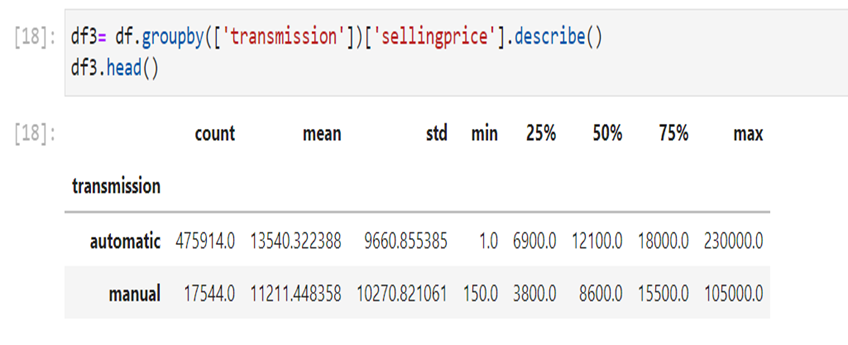 [18]: df3= df.groupby(['transmission'])['sellingprice'].describe()
df3.head()
[18]: count mean std min 25% 50% 75% max
transmission
automatic 475914.0 13540.322388 9660.855385 1.0 6900.0 12100.0 18000.0 230000.0
manual 17544.0 11211.448358 10270.821061 150.0 3800.0 8600.0 15500.0 105000.0